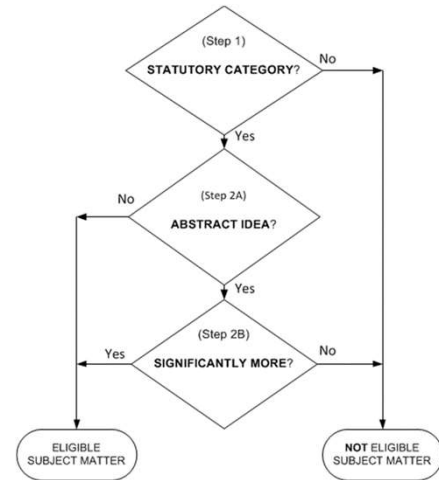 (Step 1)
STATUTORY CATEGORY?
No
Yes
No
(Step 2A)
ABSTRACT IDEA?
Yes
(Step 2B)
Yes
SIGNIFICANTLY MORE?
No
ELIGIBLE
SUBJECT MATTER
NOT ELIGIBLE
SUBJECT MATTER